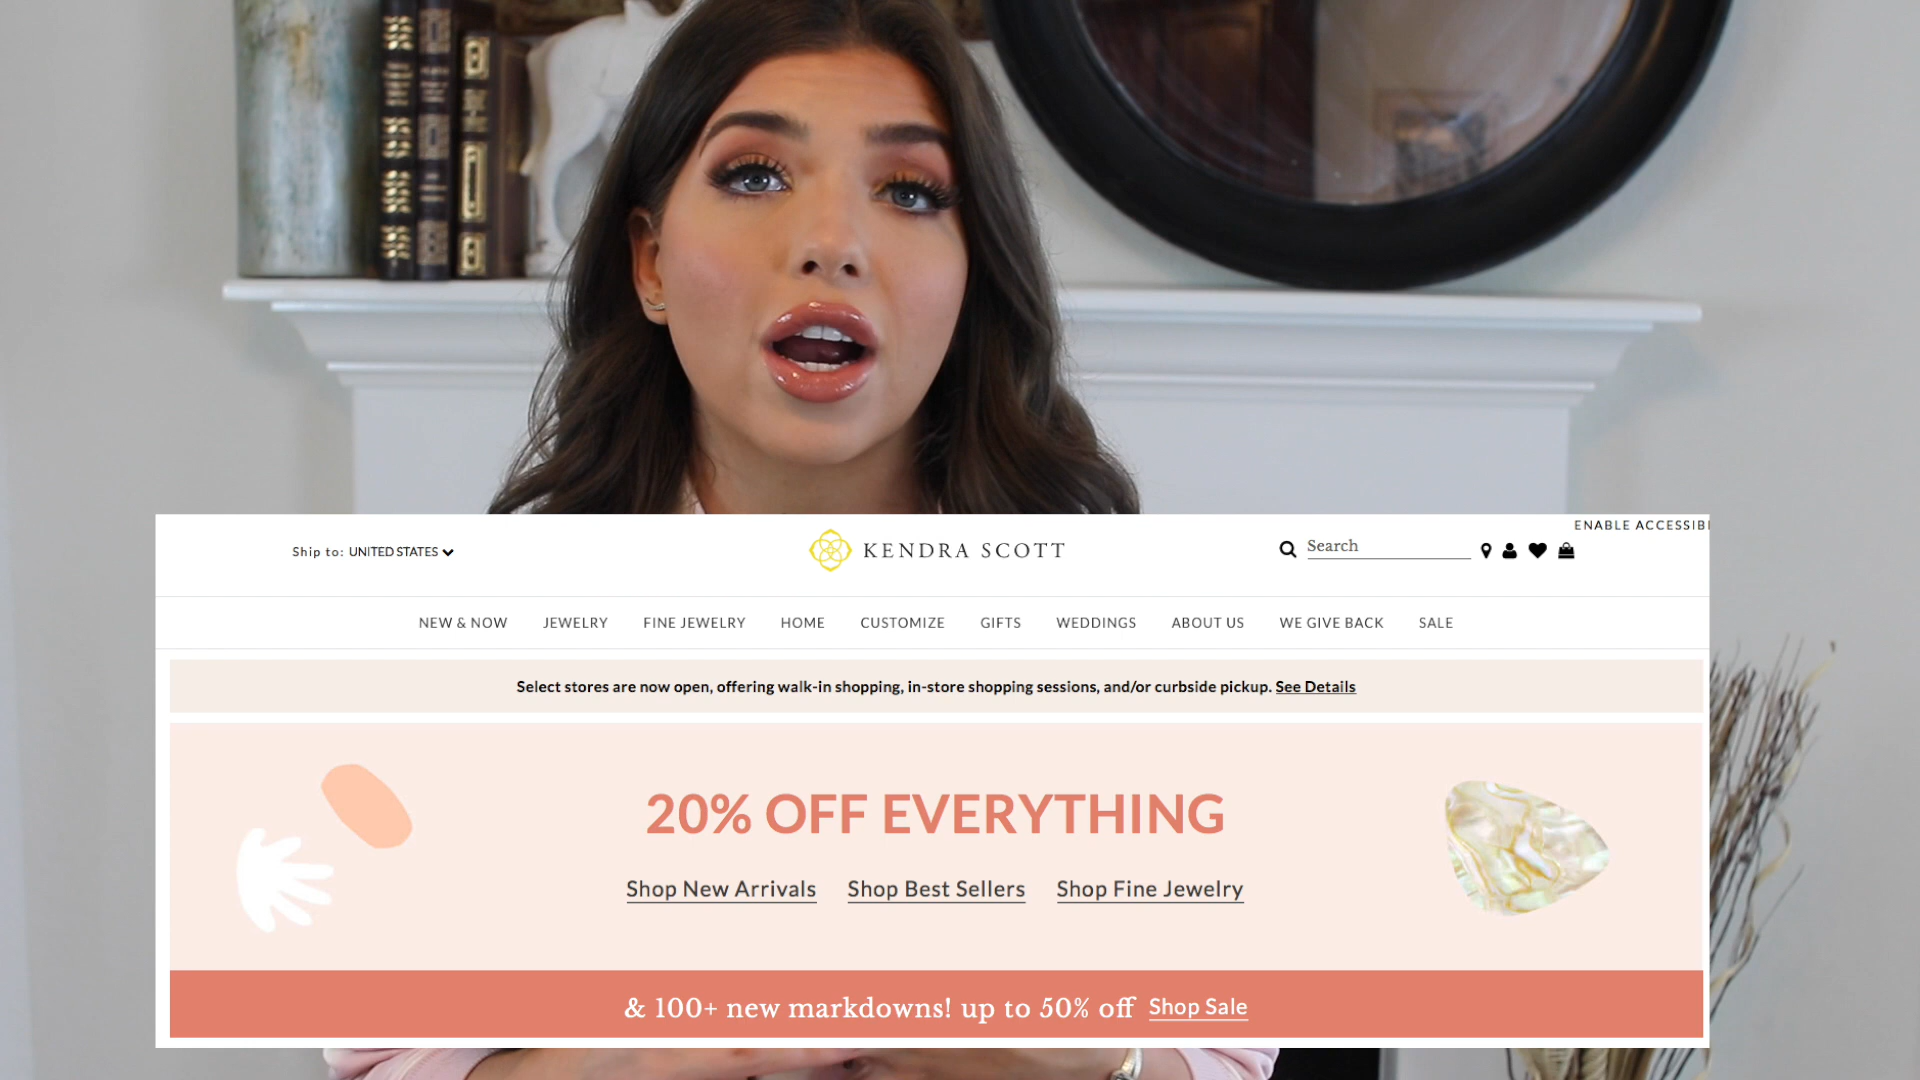 ENABLE ACCESSIBI
Ship to: UNITED STATES
KENDRA SCOTT
Search
NEW & NOW JEWELRY FINE JEWELRY HOME CUSTOMIZE GIFTS WEDDINGS ABOUT US WE GIVE BACK SALE
Select stores are now open, offering walk-in shopping, in-store shopping sessions, and/or curbside pickup. See Details
20% OFF EVERYTHING
Shop New Arrivals Shop Best Sellers Shop Fine Jewelry
& 100+ new markdowns! up to 50% off Shop Sale